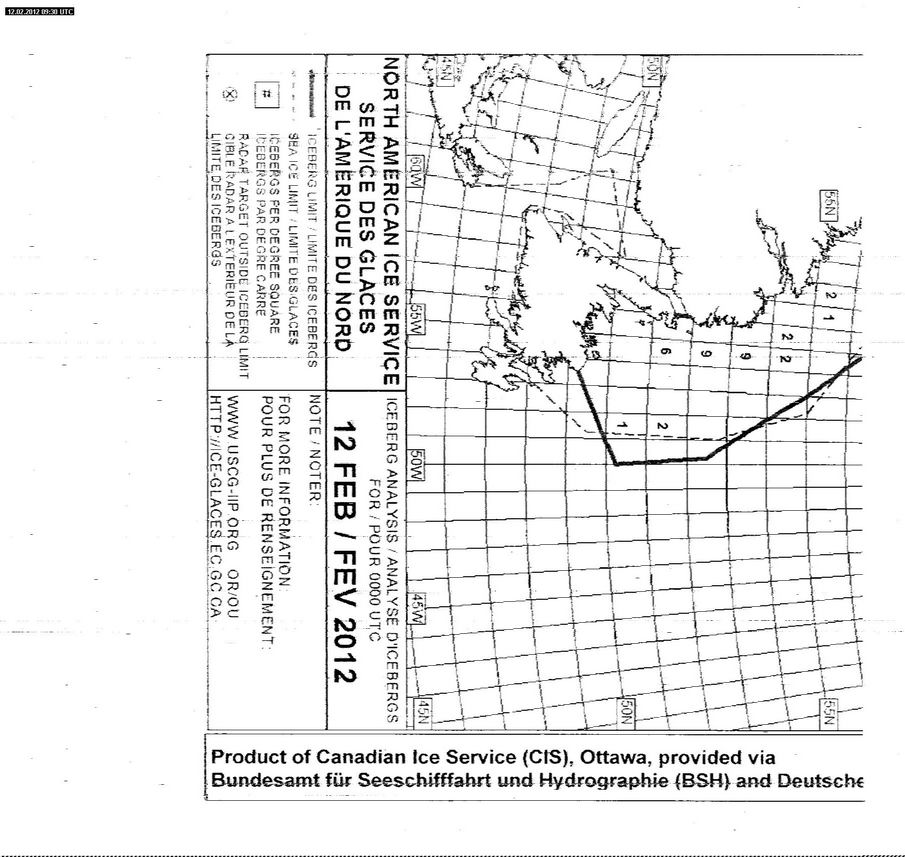 12.02.2012 09:30 UTC
NORTH AMERICAN ICE SERVICE
SERVICE DES GLACES
DE L'AMERIQUE DU NORD
ICEBERG LIMIT / LIMITE DES ICEBERGS
SEA ICE LIMIT / LIMITE DES GLACES
#
ICEBERGS PER DEGREE SQUARE
ICEBERGS PAR DEGRE CARRE
RADAR TARGET OUTSIDE ICEBERG LIMIT
CIBLE RADAR A L'EXTERIEUR DE LA
LIMITE DES ICEBERGS
ICEBERG ANALYSIS / ANALYSE D'ICEBERGS
FOR / POUR 0000 UTC
12 FEB / FEV 2012
NOTE / NOTER:
FOR MORE INFORMATION:
POUR PLUS DE RENSEIGNEMENT:
WWW.USCG-IIP.ORG OR/OU
HTTP://ICE-GLACES.EC.GC.CA
45N
50N
55N
60W
55W
50W
45W
45N
50N
55N
2
1
2
2
9
9
6
2
1
Product of Canadian Ice Service (CIS), Ottawa, provided via
Bundesamt für Seeschifffahrt und Hydrographie (BSH) and Deutsche